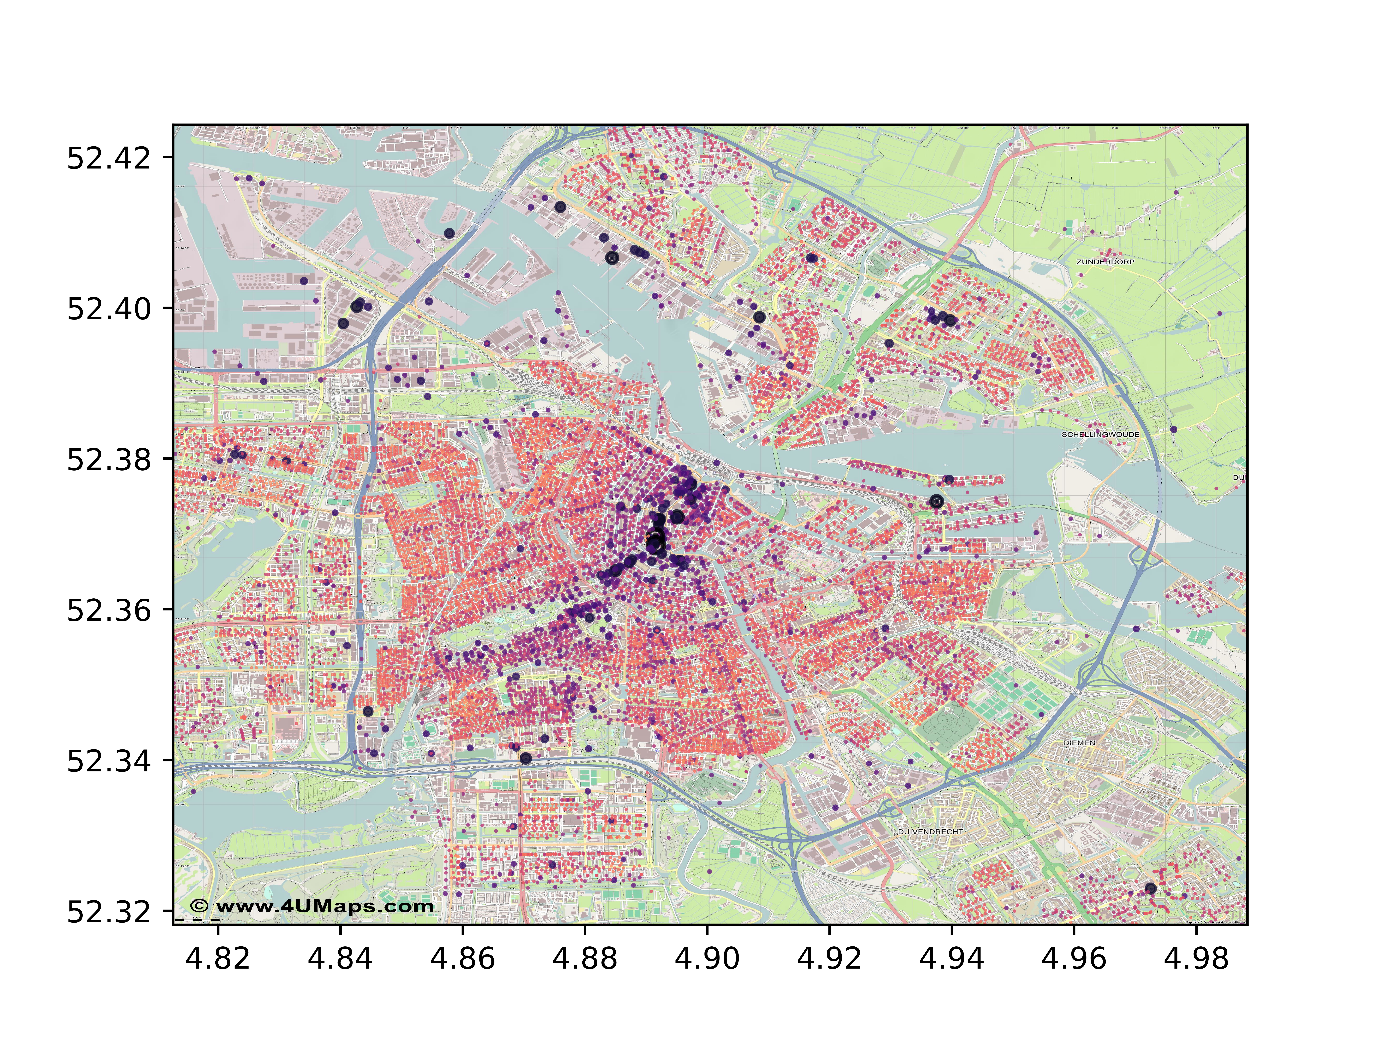 52.42
52.40
52.38
52.36
52.34
52.32
ZUNDERDORP
SCHELLINGWOUDE
DIEMEN
DUIVENDRECHT
© www.4UMaps.com
4.82 4.84 4.86 4.88 4.90 4.92 4.94 4.96 4.98